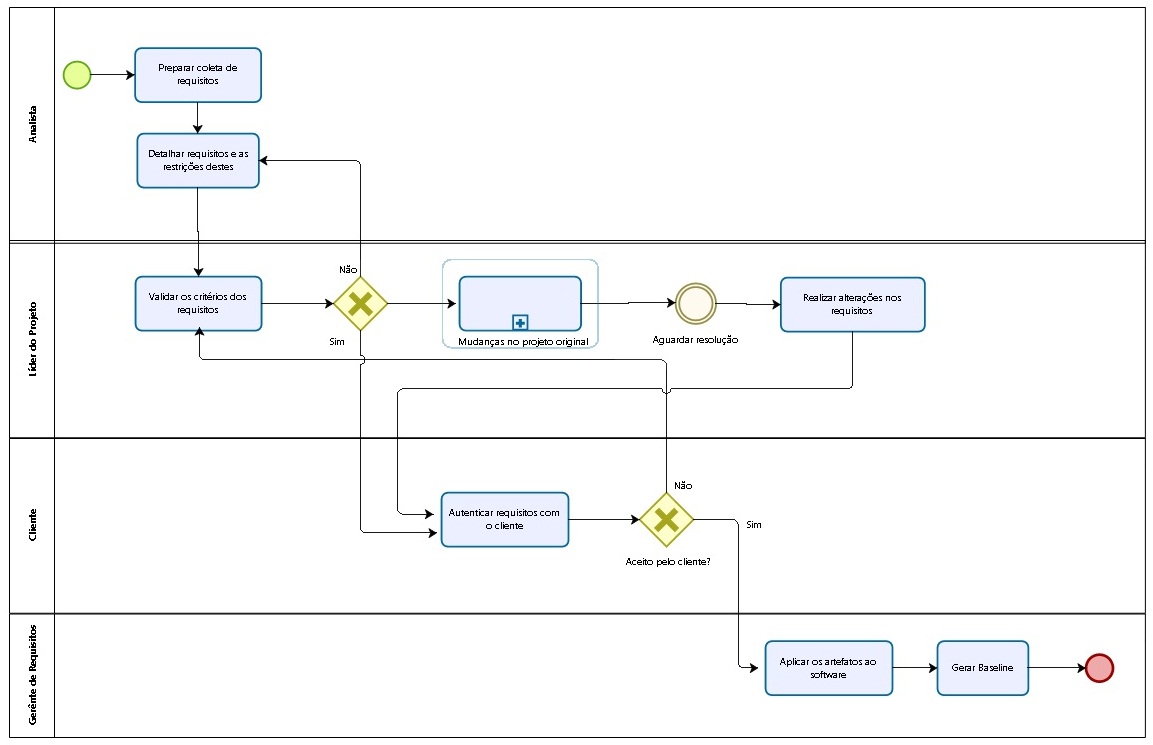 Analista
Preparar coleta de
requisitos
Detalhar requisitos e as
restrições destes
Líder do Projeto
Validar os critérios dos
requisitos
Não
Sim
Mudanças no projeto original
Aguardar resolução
Realizar alterações nos
requisitos
Cliente
Autenticar requisitos com
o cliente
Não
Sim
Aceito pelo cliente?
Gerênte de Requisitos
Aplicar os artefatos ao
software
Gerar Baseline